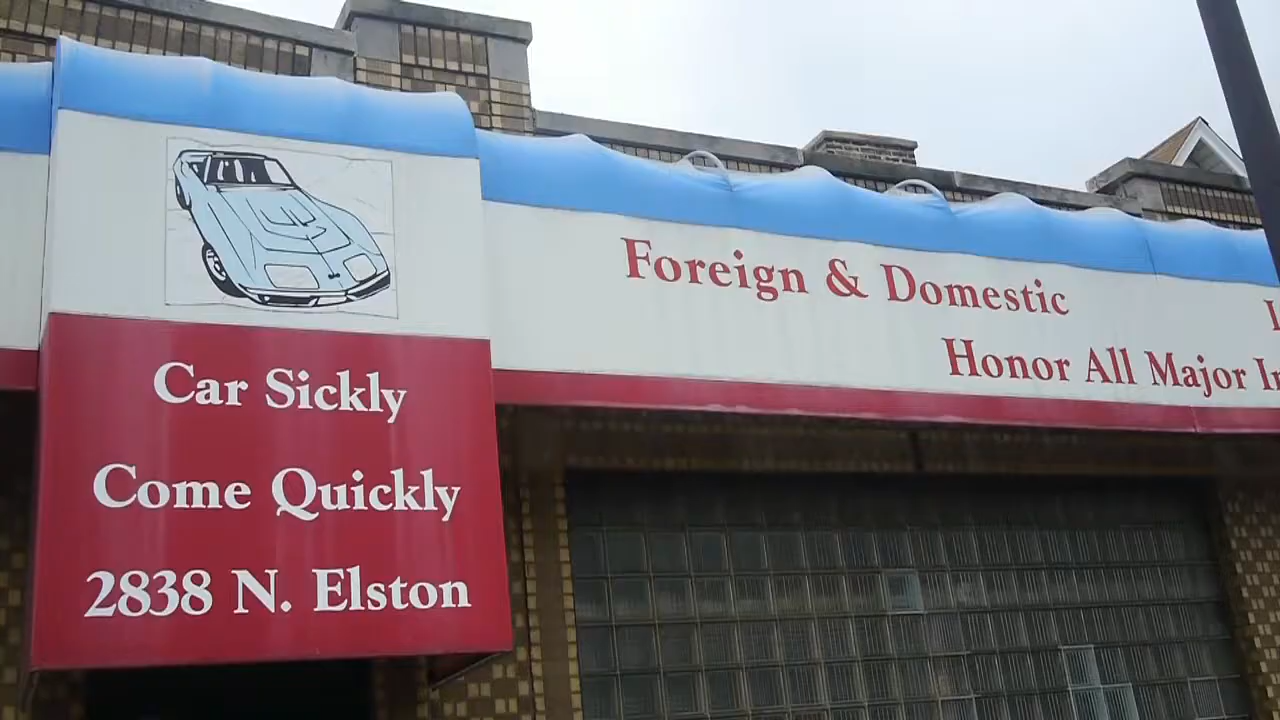 Car Sickly
Come Quickly
2838 N. Elston
Foreign & Domestic
Honor All Major